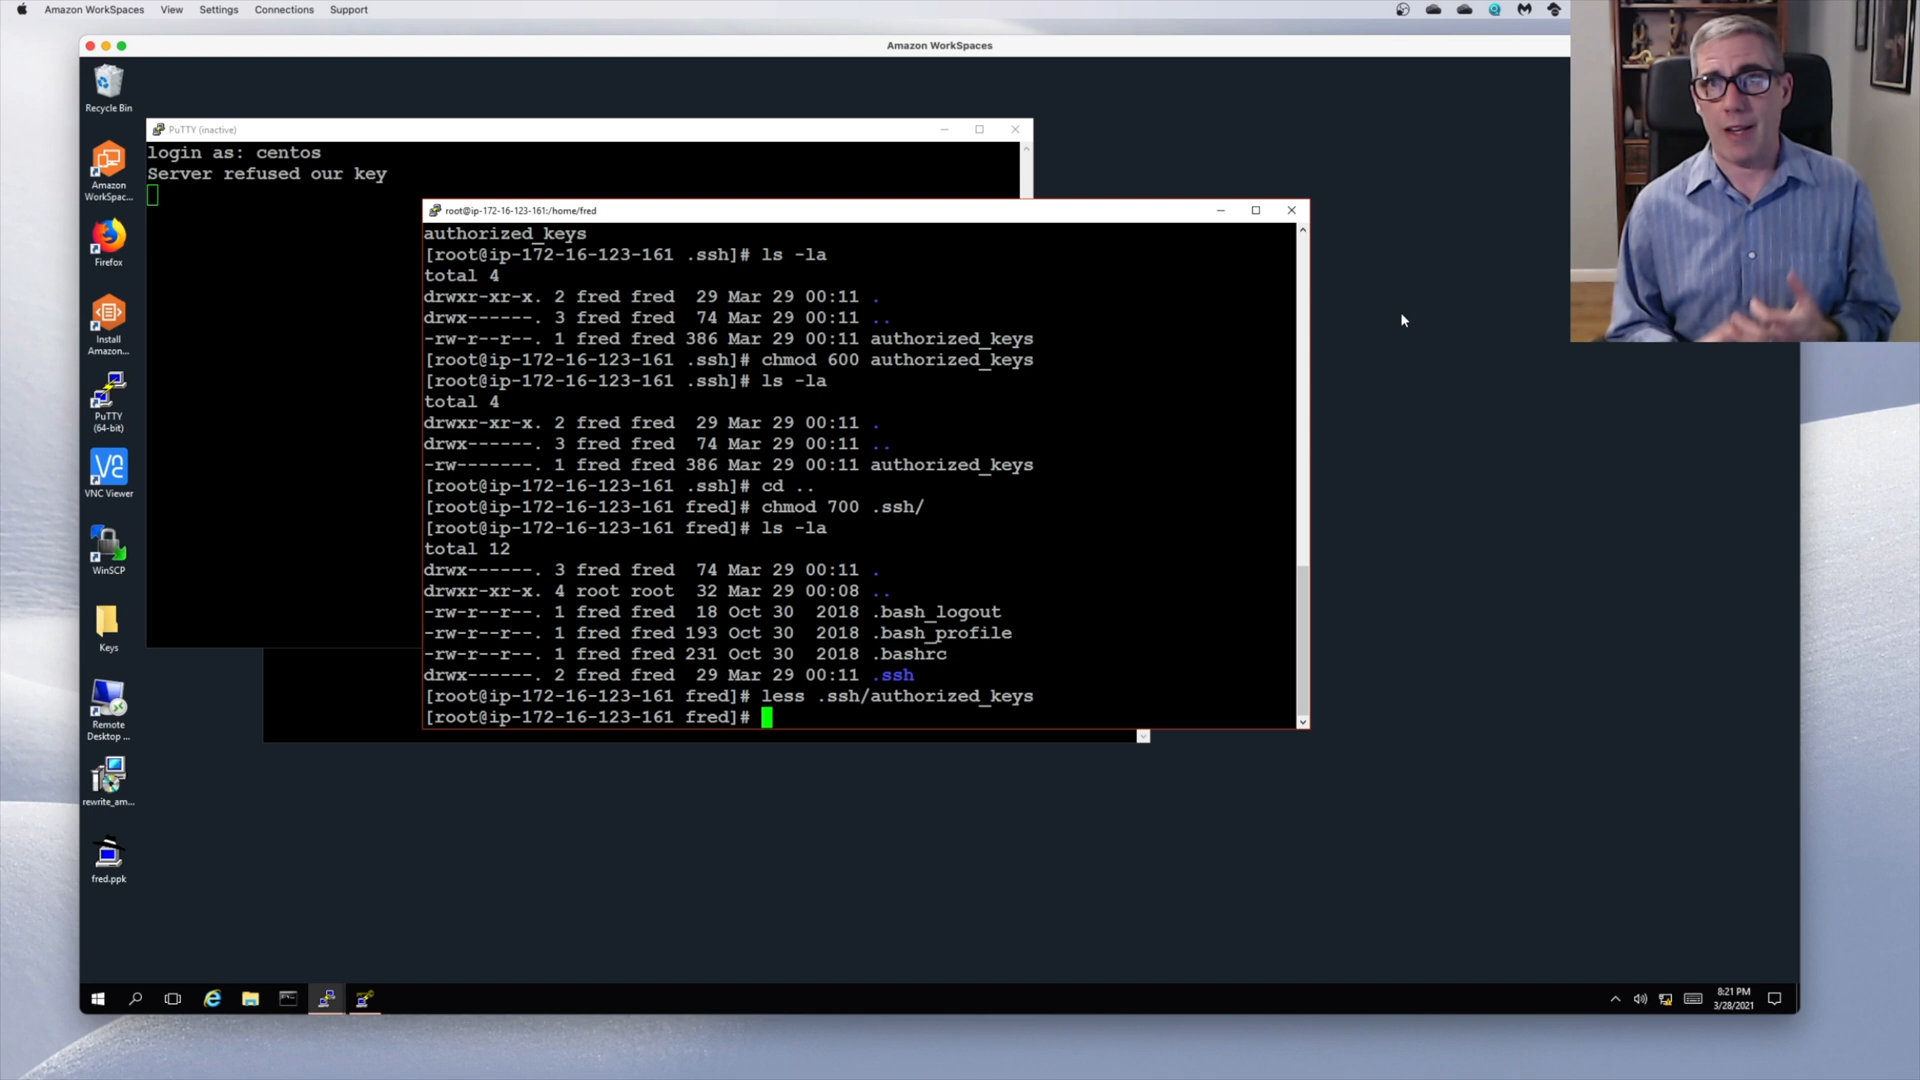 Amazon WorkSpaces View Settings Connections Support
Amazon WorkSpaces
Recycle Bin
Amazon
WorkSpac...
Firefox
Install
Amazon...
PuTTY
(64-bit)
VNC Viewer
WinSCP
Keys
Remote
Desktop ...
rewrite_am...
fred.ppk
PuTTY (inactive)
login as: centos
Server refused our key
root@ip-172-16-123-161:/home/fred
authorized_keys
[root@ip-172-16-123-161 .ssh]# ls -la
total 4
drwxr-xr-x. 2 fred fred  29 Mar 29 00:11 .
drwx------. 3 fred fred  74 Mar 29 00:11 ..
-rw-r--r--. 1 fred fred 386 Mar 29 00:11 authorized_keys
[root@ip-172-16-123-161 .ssh]# chmod 600 authorized_keys
[root@ip-172-16-123-161 .ssh]# ls -la
total 4
drwxr-xr-x. 2 fred fred  29 Mar 29 00:11 .
drwx------. 3 fred fred  74 Mar 29 00:11 ..
-rw-------. 1 fred fred 386 Mar 29 00:11 authorized_keys
[root@ip-172-16-123-161 .ssh]# cd ..
[root@ip-172-16-123-161 fred]# chmod 700 .ssh/
[root@ip-172-16-123-161 fred]# ls -la
total 12
drwx------. 3 fred fred  74 Mar 29 00:11 .
drwxr-xr-x. 4 root root  32 Mar 29 00:08 ..
-rw-r--r--. 1 fred fred  18 Oct 30  2018 .bash_logout
-rw-r--r--. 1 fred fred 193 Oct 30  2018 .bash_profile
-rw-r--r--. 1 fred fred 231 Oct 30  2018 .bashrc
drwx------. 2 fred fred  29 Mar 29 00:11 .ssh
[root@ip-172-16-123-161 fred]# less .ssh/authorized_keys
[root@ip-172-16-123-161 fred]#
8:21 PM
3/28/2021